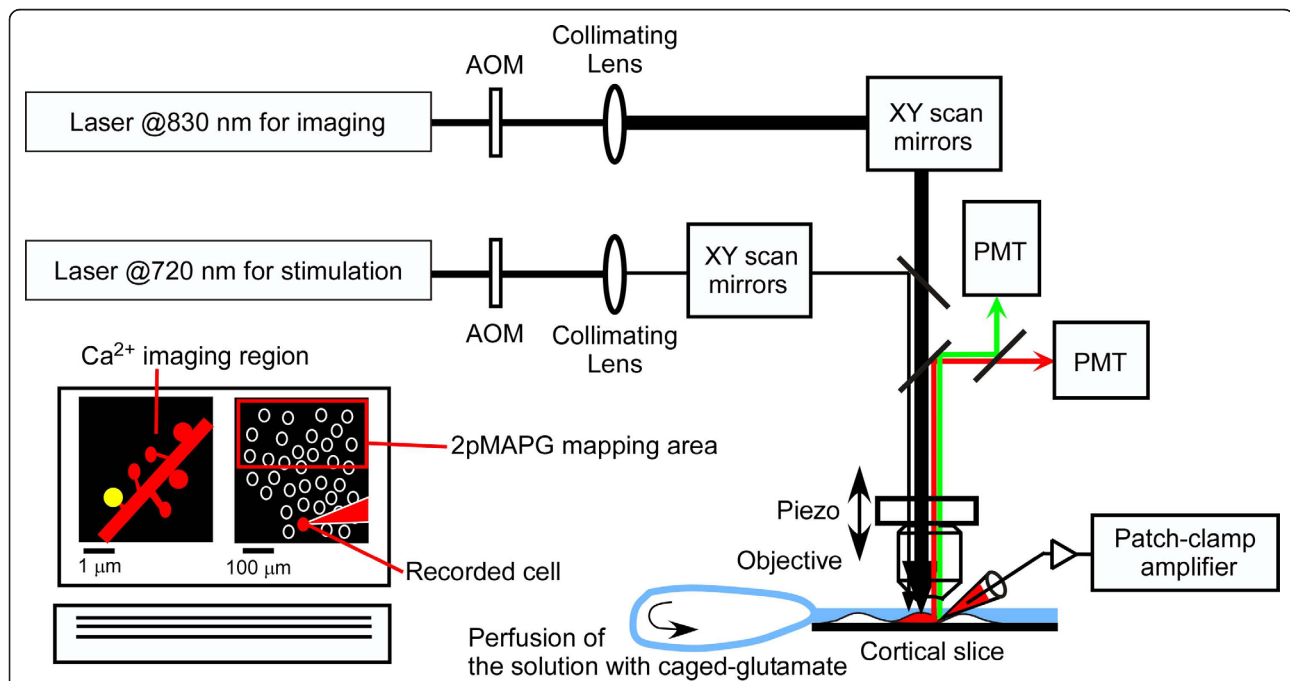 Collimating
Lens
AOM
Laser @830 nm for imaging
XY scan
mirrors
Laser @720 nm for stimulation
XY scan
mirrors
PMT
AOM
Collimating
Lens
PMT
Ca2+ imaging region
2pMAPG mapping area
1 μm
100 μm
Recorded cell
Piezo
Objective
Patch-clamp
amplifier
Perfusion of
the solution with caged-glutamate
Cortical slice